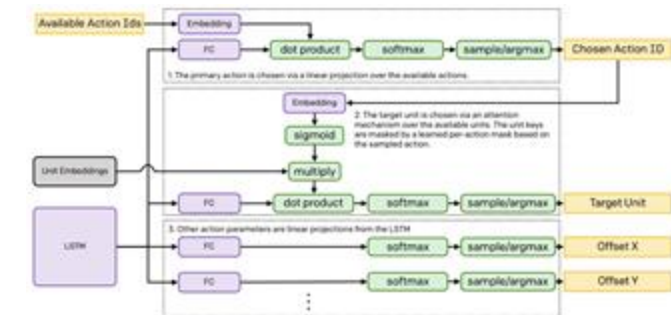 Available Action Ids
Embedding
FC
dot product
softmax
sample/argmax
Chosen Action ID
1. The primary action is chosen via a linear projection over the available actions.
Embedding
2. The target unit is chosen via an attention
mechanism over the available units. The unit keys
are masked by a learned per-action mask based on
the sampled action.
sigmoid
Unit Embeddings
multiply
FC
dot product
softmax
sample/argmax
Target Unit
3. Other action parameters are linear projections from the LSTM
LSTM
FC
softmax
sample/argmax
Offset X
FC
softmax
sample/argmax
Offset Y